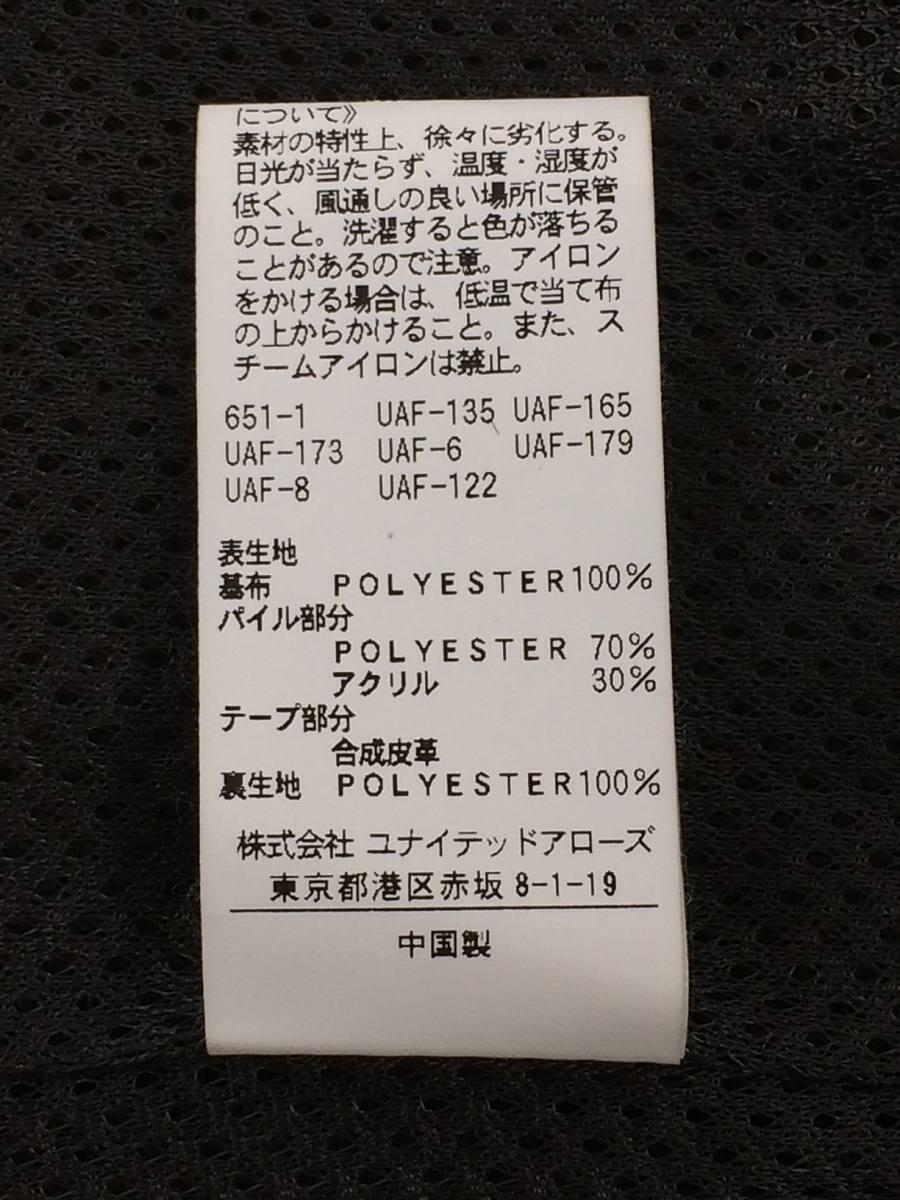 について》
素材の特性上、徐々に劣化する。
日光が当たらず、温度・湿度が
低く、風通しの良い場所に保管
のこと。洗濯すると色が落ちる
ことがあるので注意。アイロン
をかける場合は、低温で当て布
の上からかけること。また、ス
チームアイロンは禁止。
651-1 UAF-135 UAF-165
UAF-173 UAF-6 UAF-179
UAF-8 UAF-122
表生地
基布 POLYESTER100%
パイル部分
POLYESTER 70%
アクリル 30%
テープ部分
合成皮革
裏生地 POLYESTER100%
株式会社 ユナイテッドアローズ
東京都港区赤坂 8-1-19
中国製